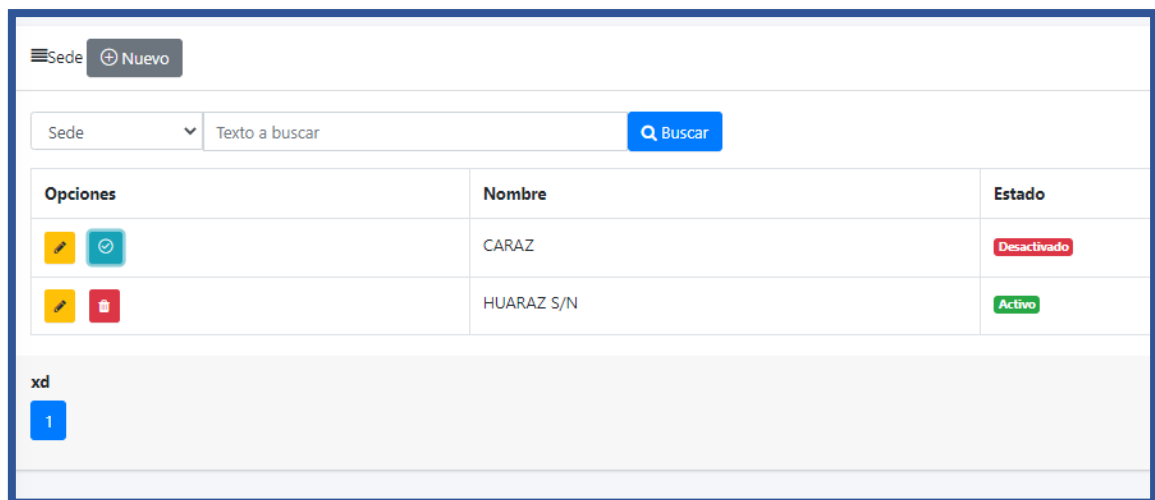 Sede Nuevo
Sede Texto a buscar Buscar
Opciones Nombre Estado
CARAZ Desactivado
HUARAZ S/N Activo
xd
1